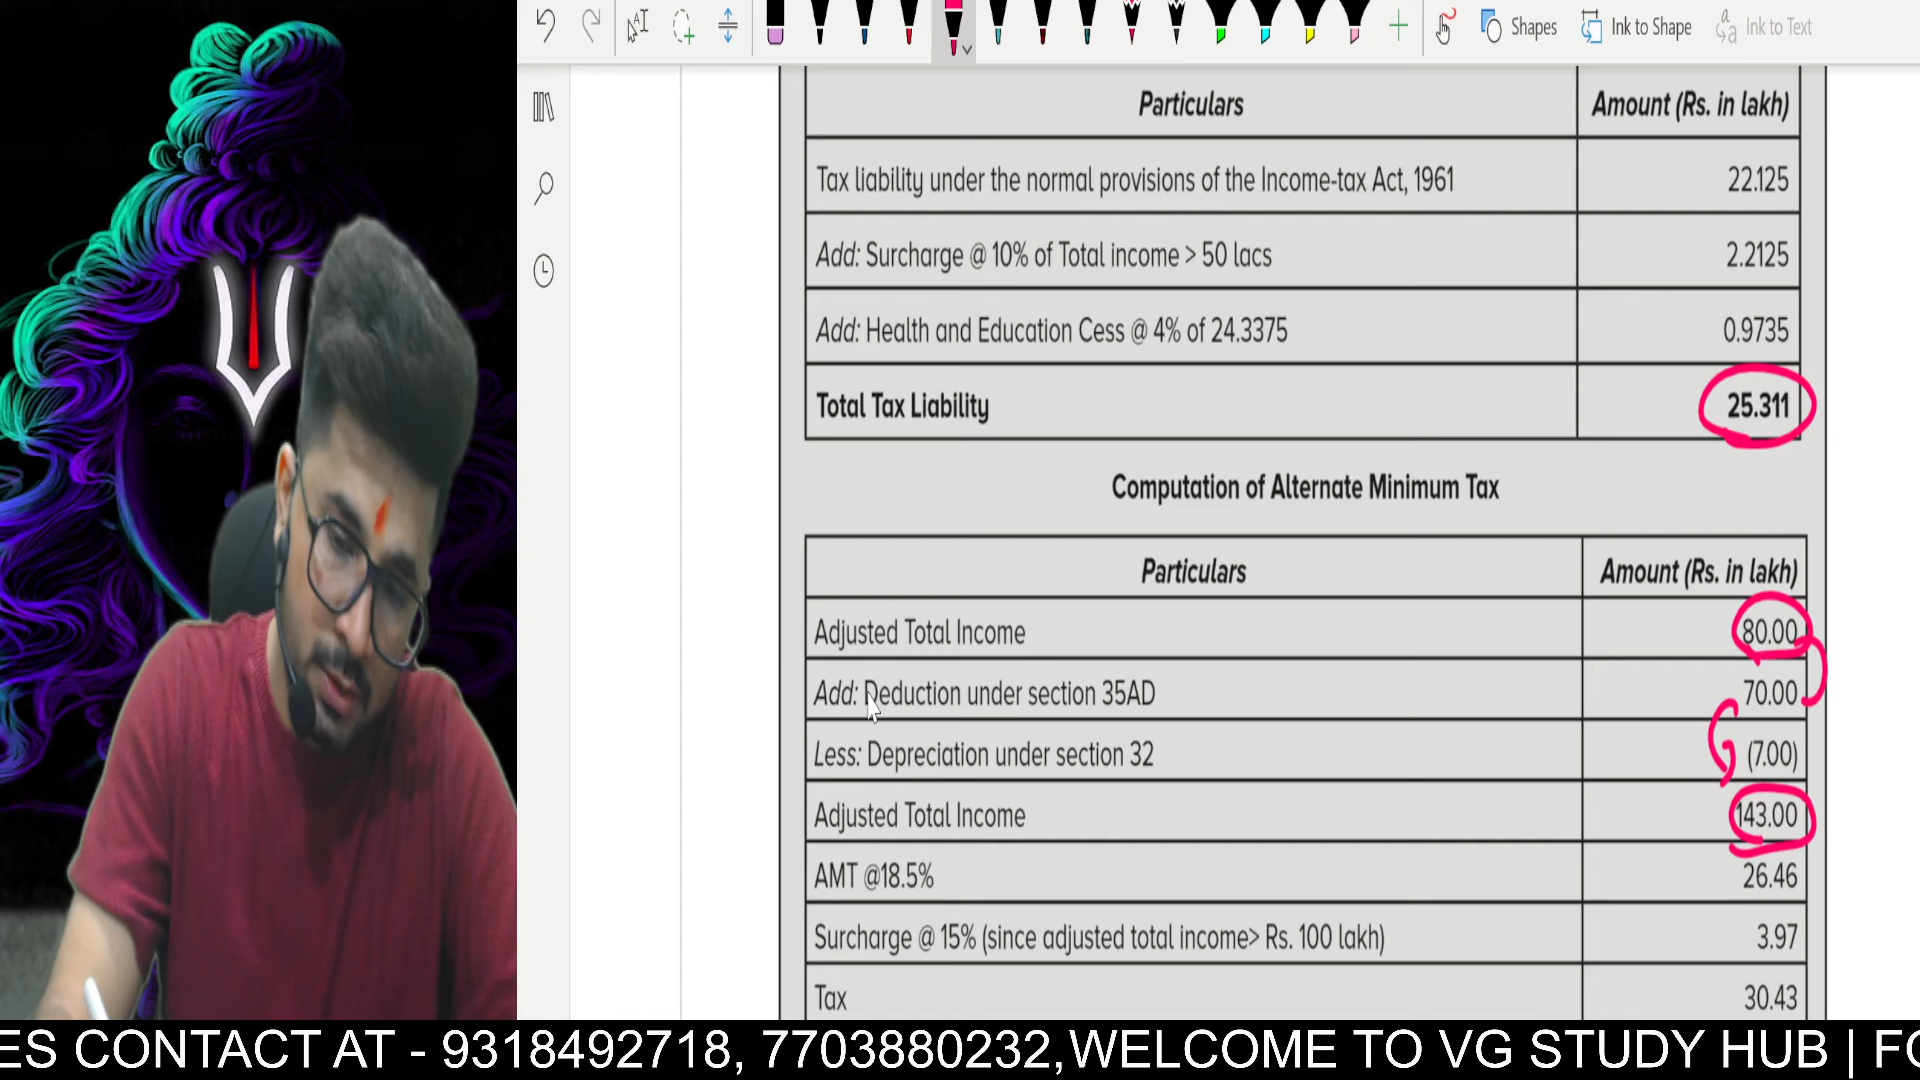 Shapes Ink to Shape Ink to Text
Particulars Amount (Rs. in lakh)
Tax liability under the normal provisions of the Income-tax Act, 1961 22.125
Add: Surcharge @ 10% of Total income > 50 lacs 2.2125
Add: Health and Education Cess @ 4% of 24.3375 0.9735
Total Tax Liability 25.311
Computation of Alternate Minimum Tax
Particulars Amount (Rs. in lakh)
Adjusted Total Income 80.00
Add: Deduction under section 35AD 70.00
Less: Depreciation under section 32 (7.00)
Adjusted Total Income 143.00
AMT @18.5% 26.46
Surcharge @ 15% (since adjusted total income> Rs. 100 lakh) 3.97
Tax 30.43
ES CONTACT AT - 9318492718, 7703880232,WELCOME TO VG STUDY HUB | FO